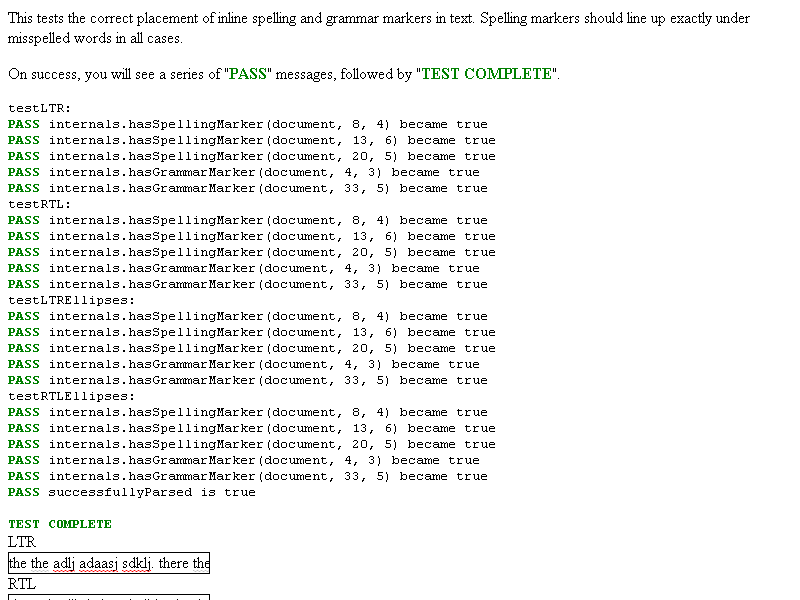 This tests the correct placement of inline spelling and grammar markers in text. Spelling markers should line up exactly under
misspelled words in all cases.
On success, you will see a series of "PASS" messages, followed by "TEST COMPLETE".
testLTR:
PASS internals.hasSpellingMarker(document, 8, 4) became true
PASS internals.hasSpellingMarker(document, 13, 6) became true
PASS internals.hasSpellingMarker(document, 20, 5) became true
PASS internals.hasGrammarMarker(document, 4, 3) became true
PASS internals.hasGrammarMarker(document, 33, 5) became true
testRTL:
PASS internals.hasSpellingMarker(document, 8, 4) became true
PASS internals.hasSpellingMarker(document, 13, 6) became true
PASS internals.hasSpellingMarker(document, 20, 5) became true
PASS internals.hasGrammarMarker(document, 4, 3) became true
PASS internals.hasGrammarMarker(document, 33, 5) became true
testLTREllipses:
PASS internals.hasSpellingMarker(document, 8, 4) became true
PASS internals.hasSpellingMarker(document, 13, 6) became true
PASS internals.hasSpellingMarker(document, 20, 5) became true
PASS internals.hasGrammarMarker(document, 4, 3) became true
PASS internals.hasGrammarMarker(document, 33, 5) became true
testRTLEllipses:
PASS internals.hasSpellingMarker(document, 8, 4) became true
PASS internals.hasSpellingMarker(document, 13, 6) became true
PASS internals.hasSpellingMarker(document, 20, 5) became true
PASS internals.hasGrammarMarker(document, 4, 3) became true
PASS internals.hasGrammarMarker(document, 33, 5) became true
PASS successfullyParsed is true
TEST COMPLETE
LTR
the the adlj adaasj sdklj. there the
RTL